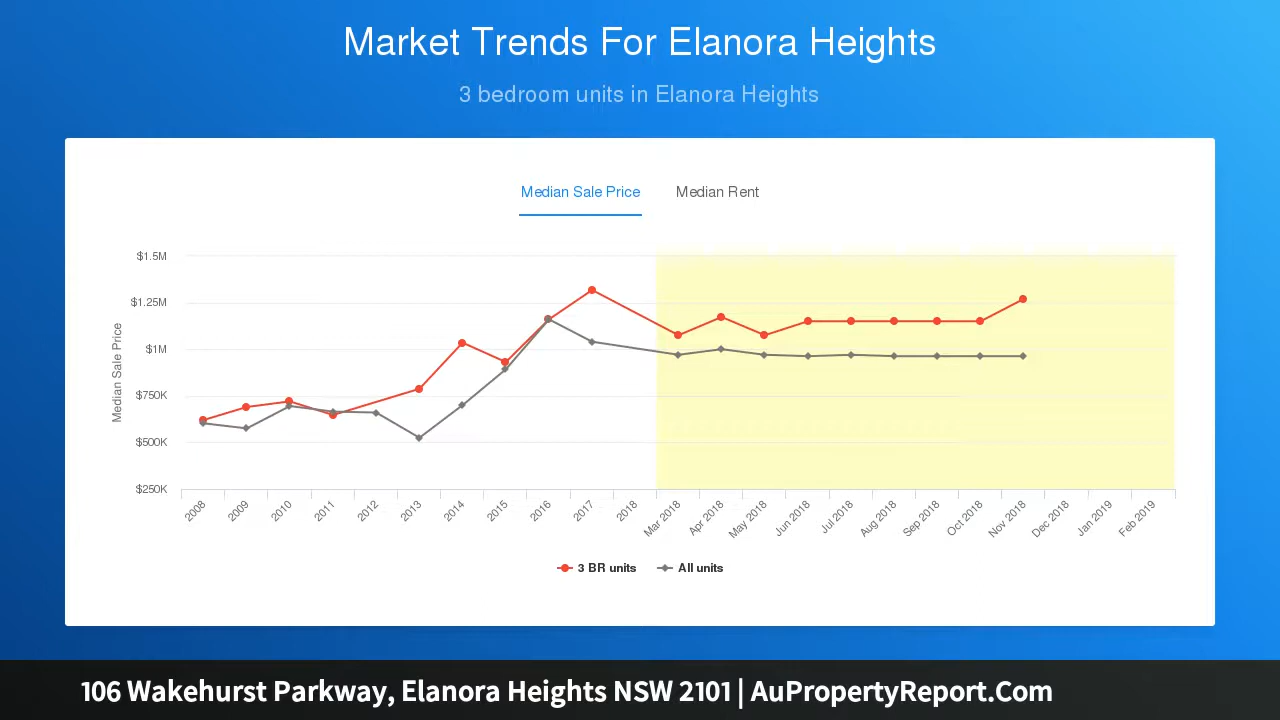 Market Trends For Elanora Heights
3 bedroom units in Elanora Heights
Median Sale Price Median Rent
Median Sale Price
$1.5M
$1.25M
$1M
$750K
$500K
$250K
2008 2009 2010 2011 2012 2013 2014 2015 2016 2017 2018 Mar 2018 Apr 2018 May 2018 Jun 2018 Jul 2018 Aug 2018 Sep 2018 Oct 2018 Nov 2018 Dec 2018 Jan 2019 Feb 2019
3 BR units All units
106 Wakehurst Parkway, Elanora Heights NSW 2101 | AuPropertyReport.Com